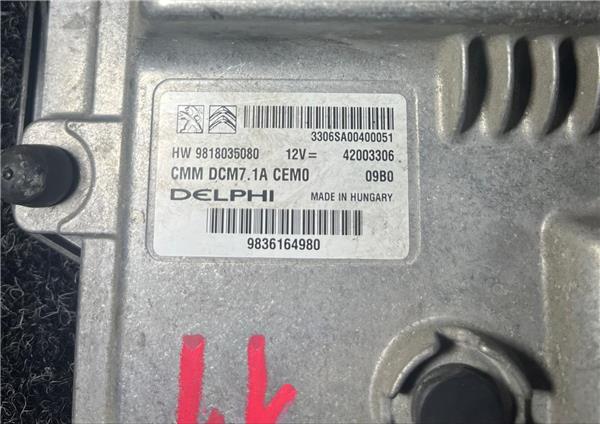 3306SA00400051
HW 9818035080 12V= 42003306
CMM DCM7.1A CEM0 09B0
DELPHI MADE IN HUNGARY
9836164980